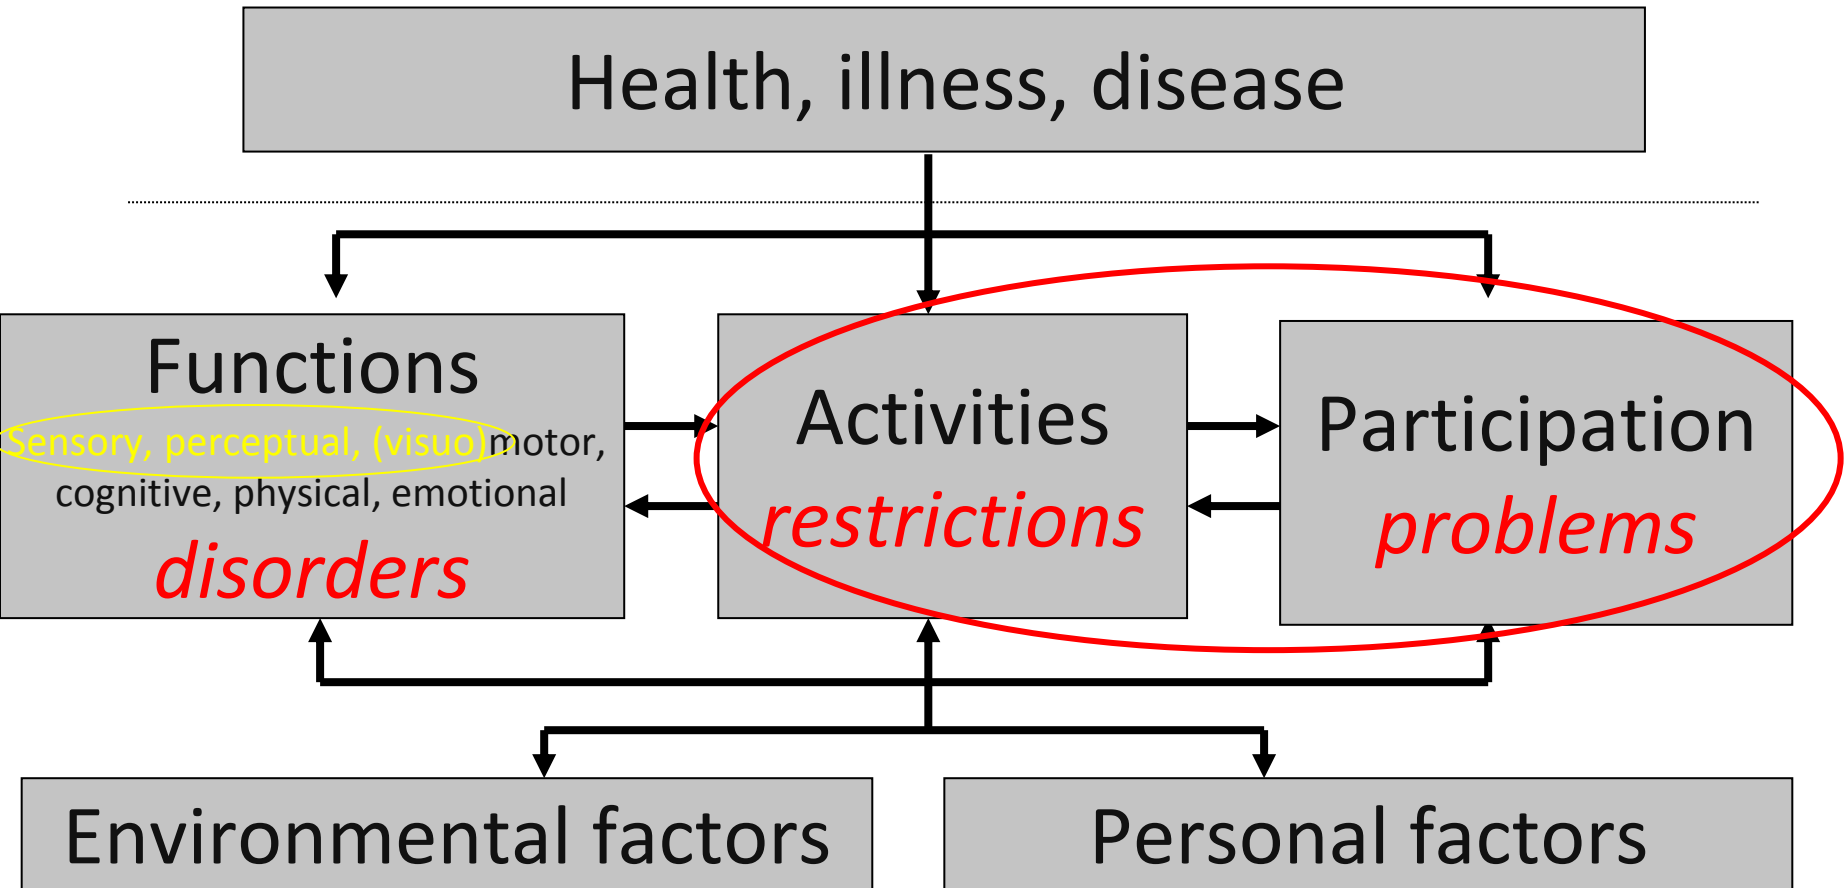 Health, illness, disease
Functions
Sensory, perceptual, (visuo)motor,
cognitive, physical, emotional
disorders
Activities
restrictions
Participation
problems
Environmental factors
Personal factors